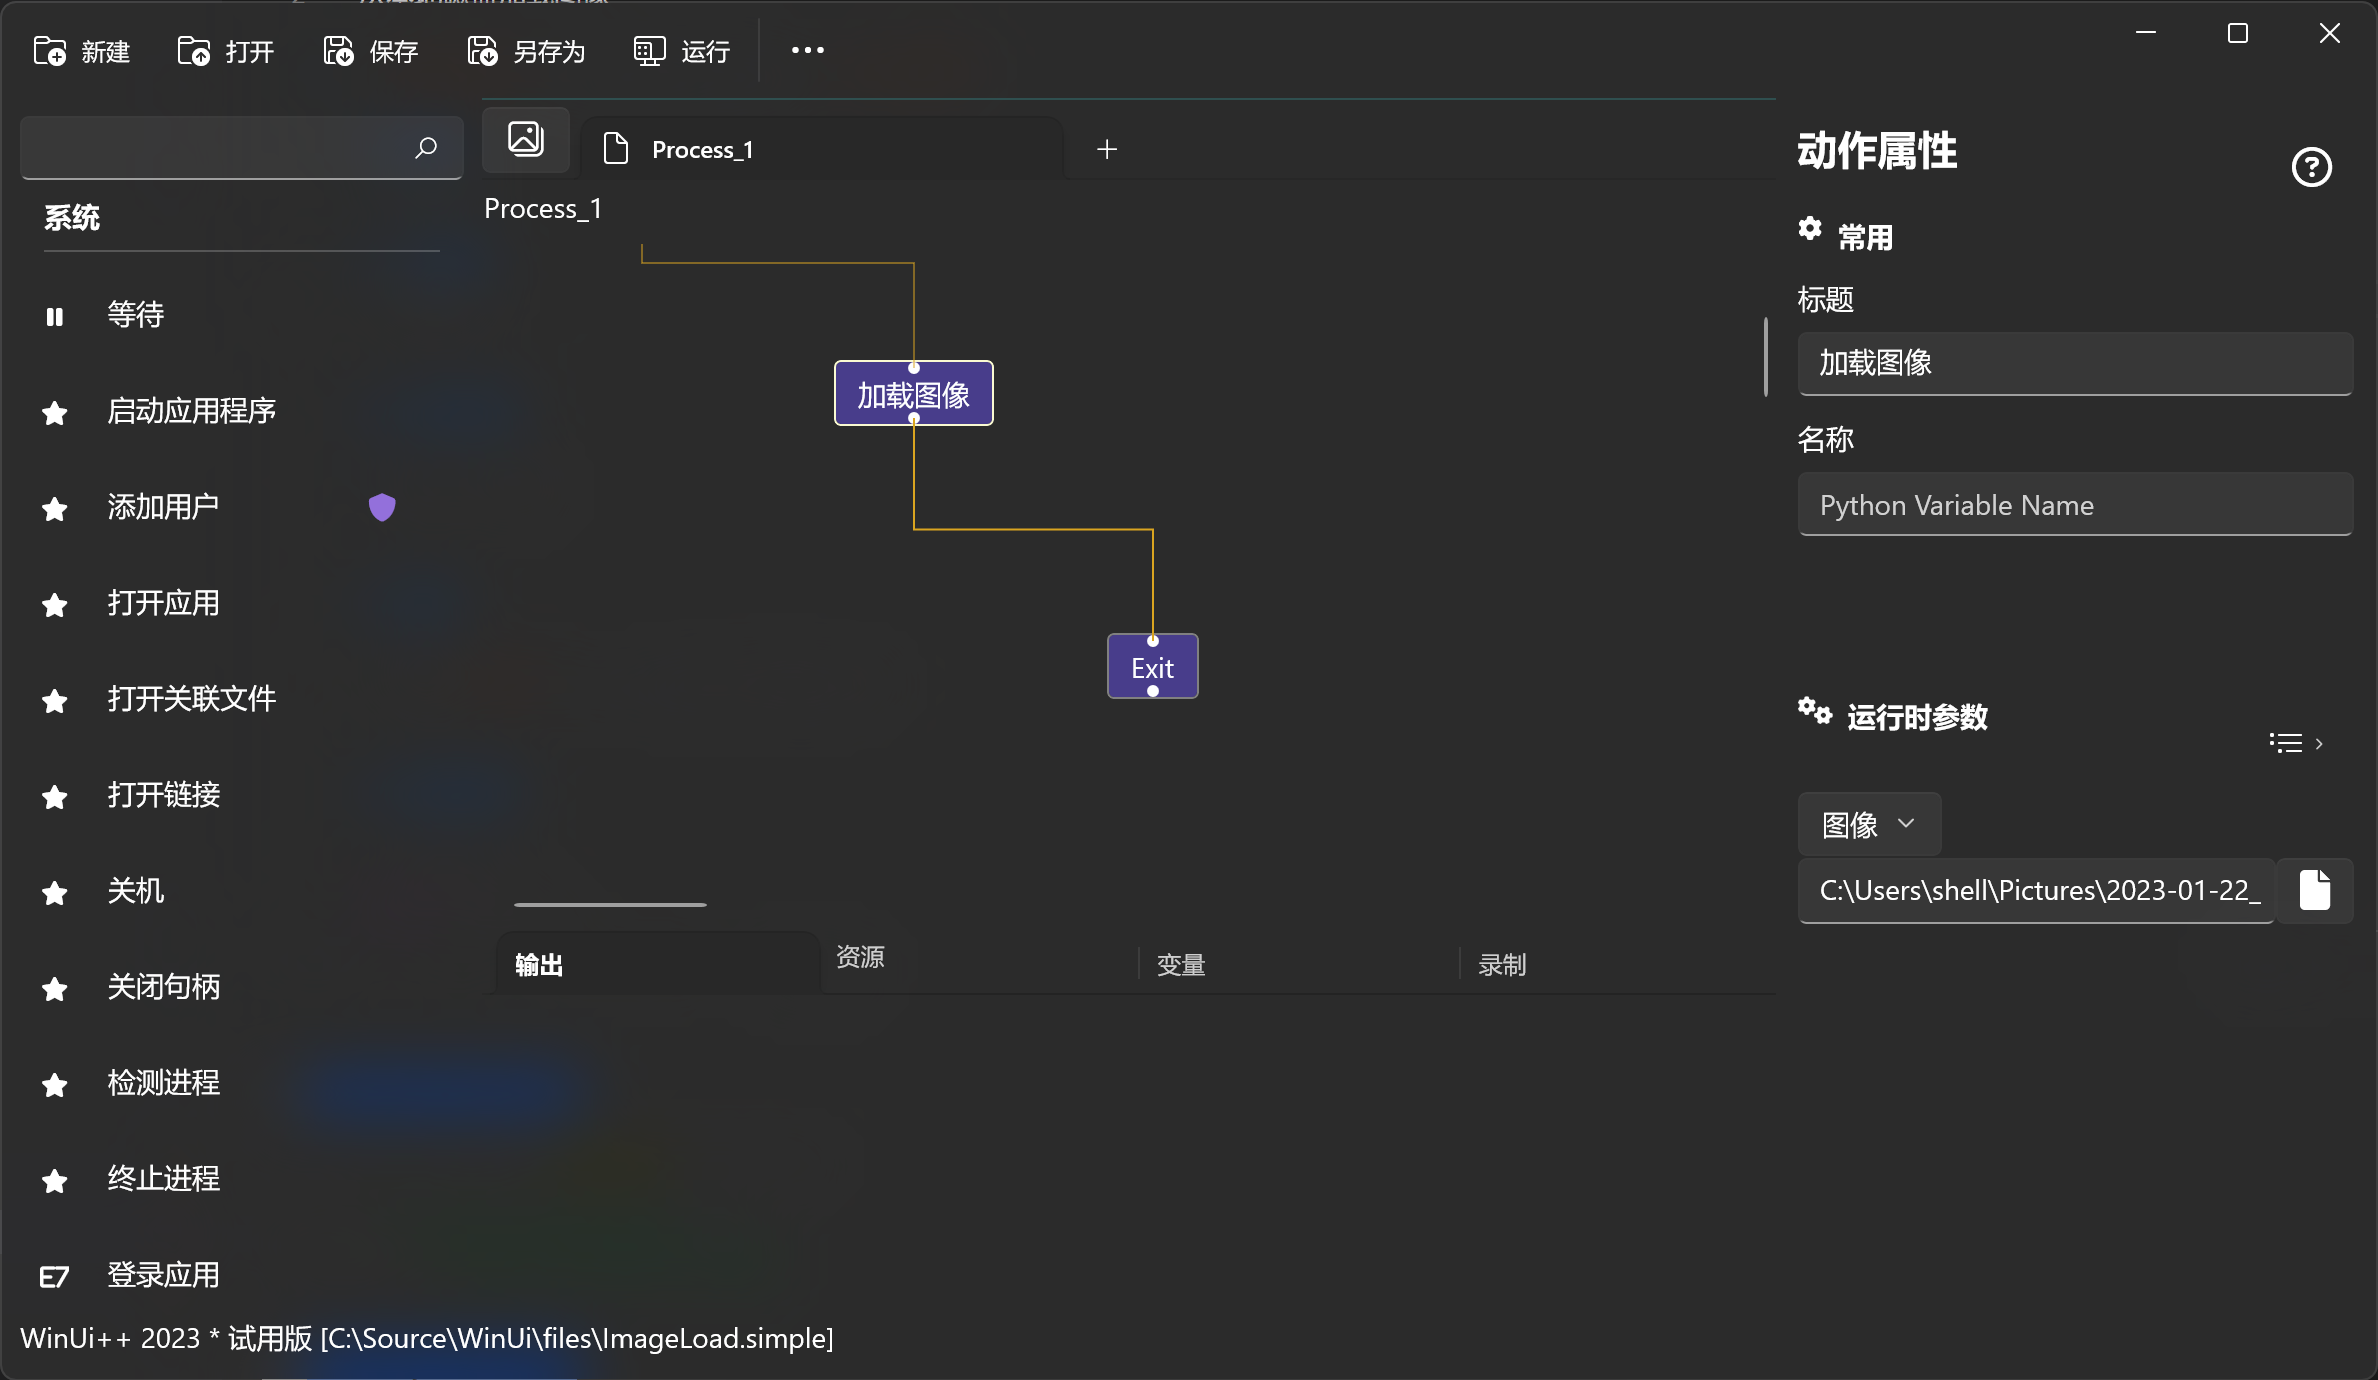 新建 打开 保存 另存为 运行
Process_1
动作属性
Process_1
系统
常用
等待
标题
加载图像
启动应用程序
加载图像
名称
添加用户
Python Variable Name
打开应用
Exit
打开关联文件
运行时参数
打开链接
图像
关机
C:\Users\shell\Pictures\2023-01-22_
输出 资源 变量 录制
关闭句柄
检测进程
终止进程
登录应用
WinUi++ 2023 * 试用版 [C:\Source\WinUi\files\ImageLoad.simple]